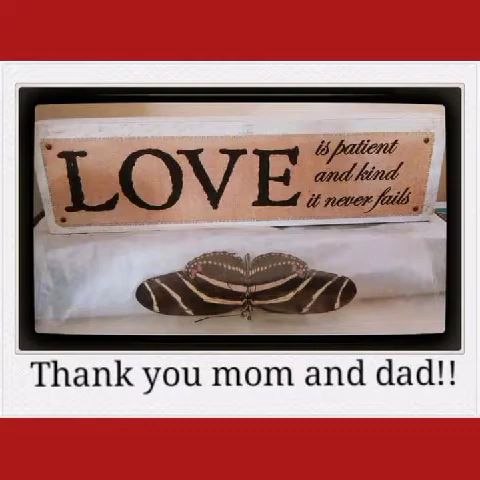 LOVE
is patient
and kind
it never fails
Thank you mom and dad!!